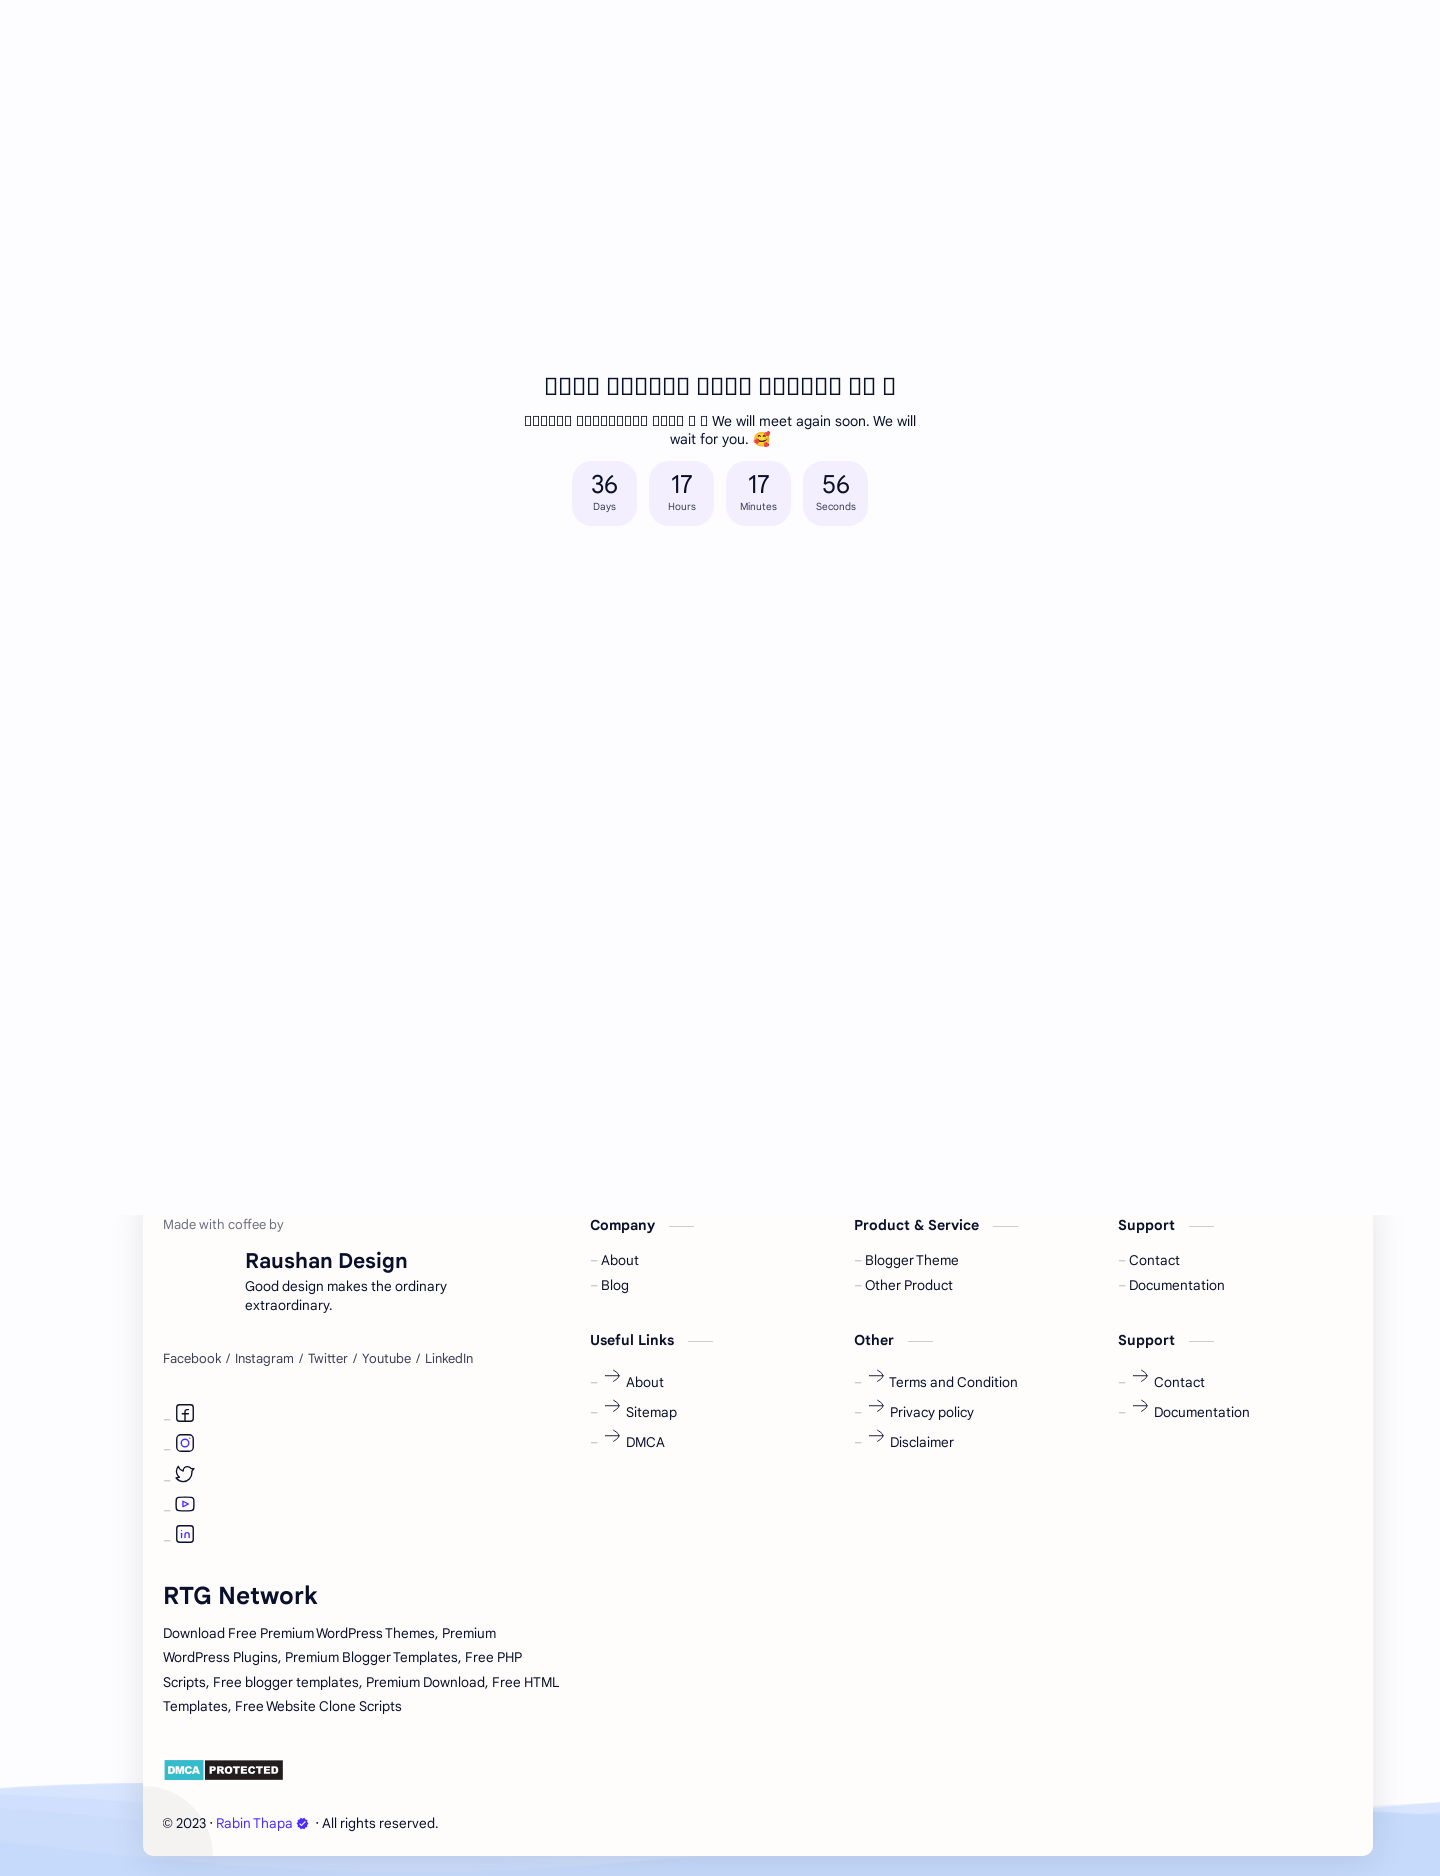 We will meet again soon. We will
wait for you. 🥰
36
Days
17
Hours
17
Minutes
56
Seconds
Made with coffee by
Raushan Design
Good design makes the ordinary
extraordinary.
Facebook / Instagram / Twitter / Youtube / LinkedIn
RTG Network
Download Free Premium WordPress Themes, Premium
WordPress Plugins, Premium Blogger Templates, Free PHP
Scripts, Free blogger templates, Premium Download, Free HTML
Templates, Free Website Clone Scripts
DMCA PROTECTED
Company
– About
– Blog
Product & Service
– Blogger Theme
– Other Product
Support
– Contact
– Documentation
Useful Links
– → About
– → Sitemap
– → DMCA
Other
– → Terms and Condition
– → Privacy policy
– → Disclaimer
Support
– → Contact
– → Documentation
© 2023 · Rabin Thapa · All rights reserved.